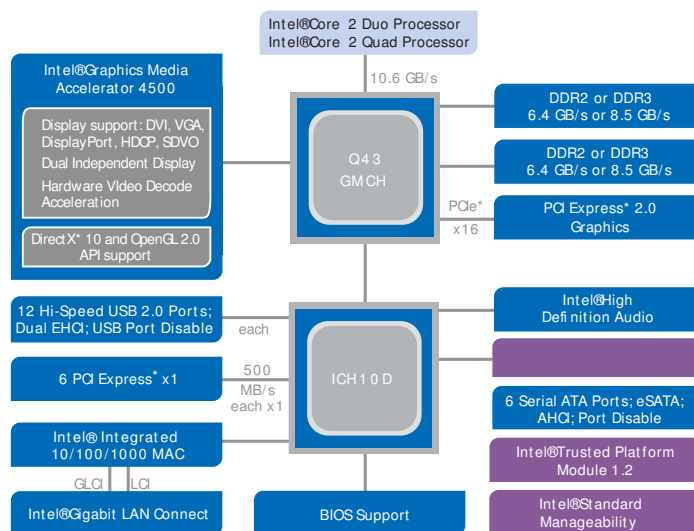 Intel®Core 2 Duo Processor
Intel®Core 2 Quad Processor
10.6 GB/s
Intel®Graphics Media
Accelerator 4500
Display support: DVI, VGA,
DisplayPort, HDCP, SDVO
Dual Independent Display
Hardware VIdeo Decode
Acceleration
DirectX* 10 and OpenGL 2.0
API support
Q43
GMCH
DDR2 or DDR3
6.4 GB/s or 8.5 GB/s
DDR2 or DDR3
6.4 GB/s or 8.5 GB/s
PCIe*
x16
PCI Express* 2.0
Graphics
12 Hi-Speed USB 2.0 Ports;
Dual EHCI; USB Port Disable
each
6 PCI Express* x1
500
MB/s
each x1
Intel® Integrated
10/100/1000 MAC
GLCI
LCI
Intel®Gigabit LAN Connect
ICH10D
BIOS Support
Intel®High
Definition Audio
6 Serial ATA Ports; eSATA;
AHCI; Port Disable
Intel®Trusted Platform
Module 1.2
Intel®Standard
Manageability